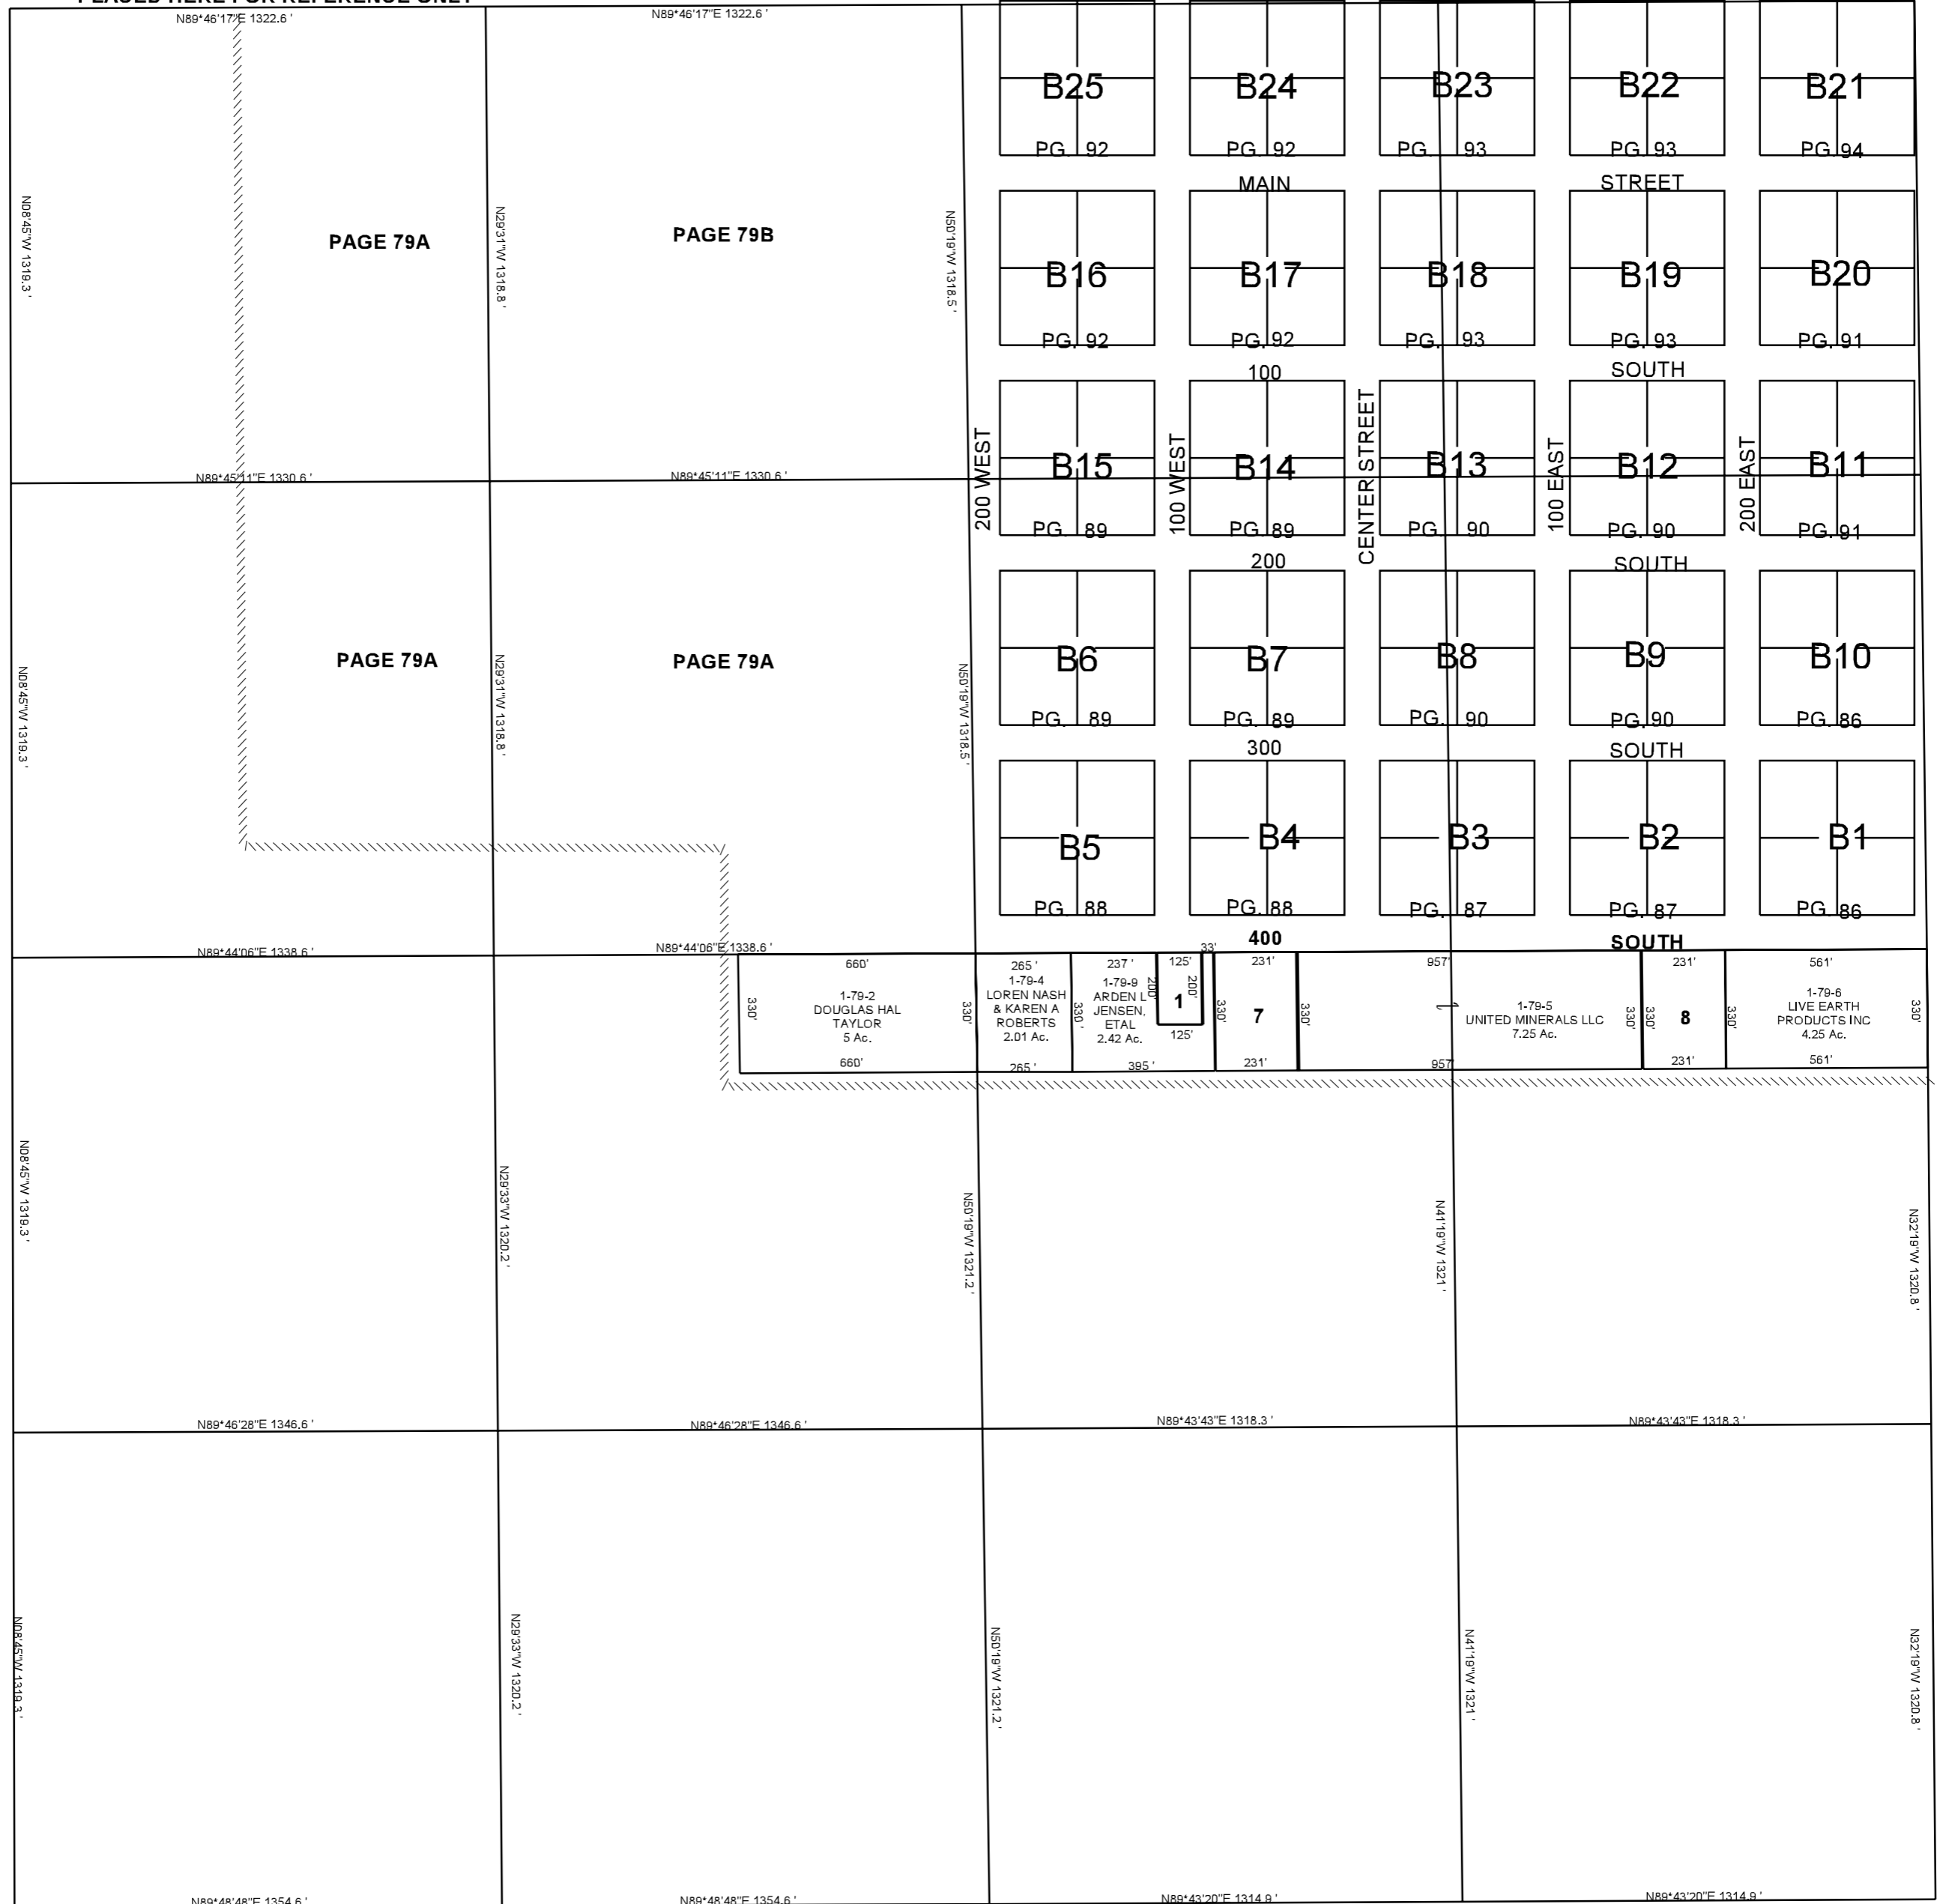 PLACED HERE FOR REFERENCE ONLY
N89*46'17"E 1322.6 '
N89*46'17"E 1322.6 '
B25
B24
B23
B22
B21
PG. 92
PG. 92
PG. 93
PG. 93
PG. 94
MAIN
STREET
N08'45"W 1319.3 '
PAGE 79A
N29'31"W 1318.8 '
PAGE 79B
N50'19"W 1318.5 '
B16
B17
B18
B19
B20
PG. 92
PG. 92
PG. 93
PG. 93
PG. 91
100
SOUTH
200 WEST
100 WEST
CENTER STREET
100 EAST
200 EAST
B15
B14
B13
B12
B11
N89*45'11"E 1330.6 '
N89*45'11"E 1330.6 '
PG. 89
PG. 89
PG. 90
PG. 90
PG. 91
200
SOUTH
N08'45"W 1319.3 '
PAGE 79A
N29'31"W 1318.8 '
PAGE 79A
N50'19"W 1318.5 '
B6
B7
B8
B9
B10
PG. 89
PG. 89
PG. 90
PG. 90
PG. 86
300
SOUTH
B5
B4
B3
B2
B1
PG. 88
PG. 88
PG. 87
PG. 87
PG. 86
400
SOUTH
N89*44'06"E 1338.6 '
N89*44'06"E 1338.6 '
33'
660'
265 '
237 '
125'
231'
957'
231'
561'
330'
1-79-2
DOUGLAS HAL
TAYLOR
5 Ac.
330'
1-79-4
LOREN NASH
& KAREN A
ROBERTS
2.01 Ac.
330 '
1-79-9
ARDEN L
JENSEN,
ETAL
2.42 Ac.
200'
1
200'
125'
330'
7
330'
1-79-5
UNITED MINERALS LLC
7.25 Ac.
330'
330'
8
330'
1-79-6
LIVE EARTH
PRODUCTS INC
4.25 Ac.
330'
660'
265 '
395 '
231'
957'
231'
561'
N08'45"W 1319.3 '
N29'33"W 1320.2 '
N50'19"W 1321.2 '
N41'19"W 1321 '
N32'19"W 1320.8 '
N89*46'28"E 1346.6 '
N89*46'28"E 1346.6 '
N89*43'43"E 1318.3 '
N89*43'43"E 1318.3 '
N08'45"W 1319.3 '
N29'33"W 1320.2 '
N50'19"W 1321.2 '
N41'19"W 1321 '
N32'19"W 1320.8 '
N89*48'48"E 1354.6 '
N89*48'48"E 1354.6 '
N89*43'20"E 1314.9 '
N89*43'20"E 1314.9 '